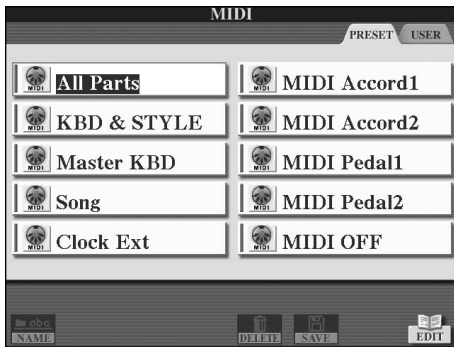 MIDI
PRESET USER
All Parts
KBD & STYLE
Master KBD
Song
Clock Ext
MIDI Accord1
MIDI Accord2
MIDI Pedal1
MIDI Pedal2
MIDI OFF
abc
NAME
DELETE
SAVE
EDIT